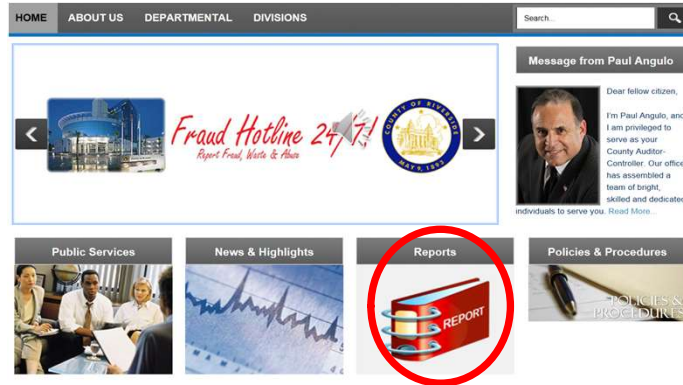 HOME ABOUT US DEPARTMENTAL DIVISIONS
Search...
Fraud Hotline 24/7!
Report Fraud, Waste & Abuse
COUNTY OF RIVERSIDE
MAY 9, 1893
Message from Paul Angulo
Dear fellow citizen,
I'm Paul Angulo, and
I am privileged to
serve as your
County Auditor-
Controller. Our office
has assembled a
team of bright,
skilled and dedicated
individuals to serve you. Read More...
Public Services
News & Highlights
Reports
Policies & Procedures
REPORT
POLICIES &
PROCEDURES